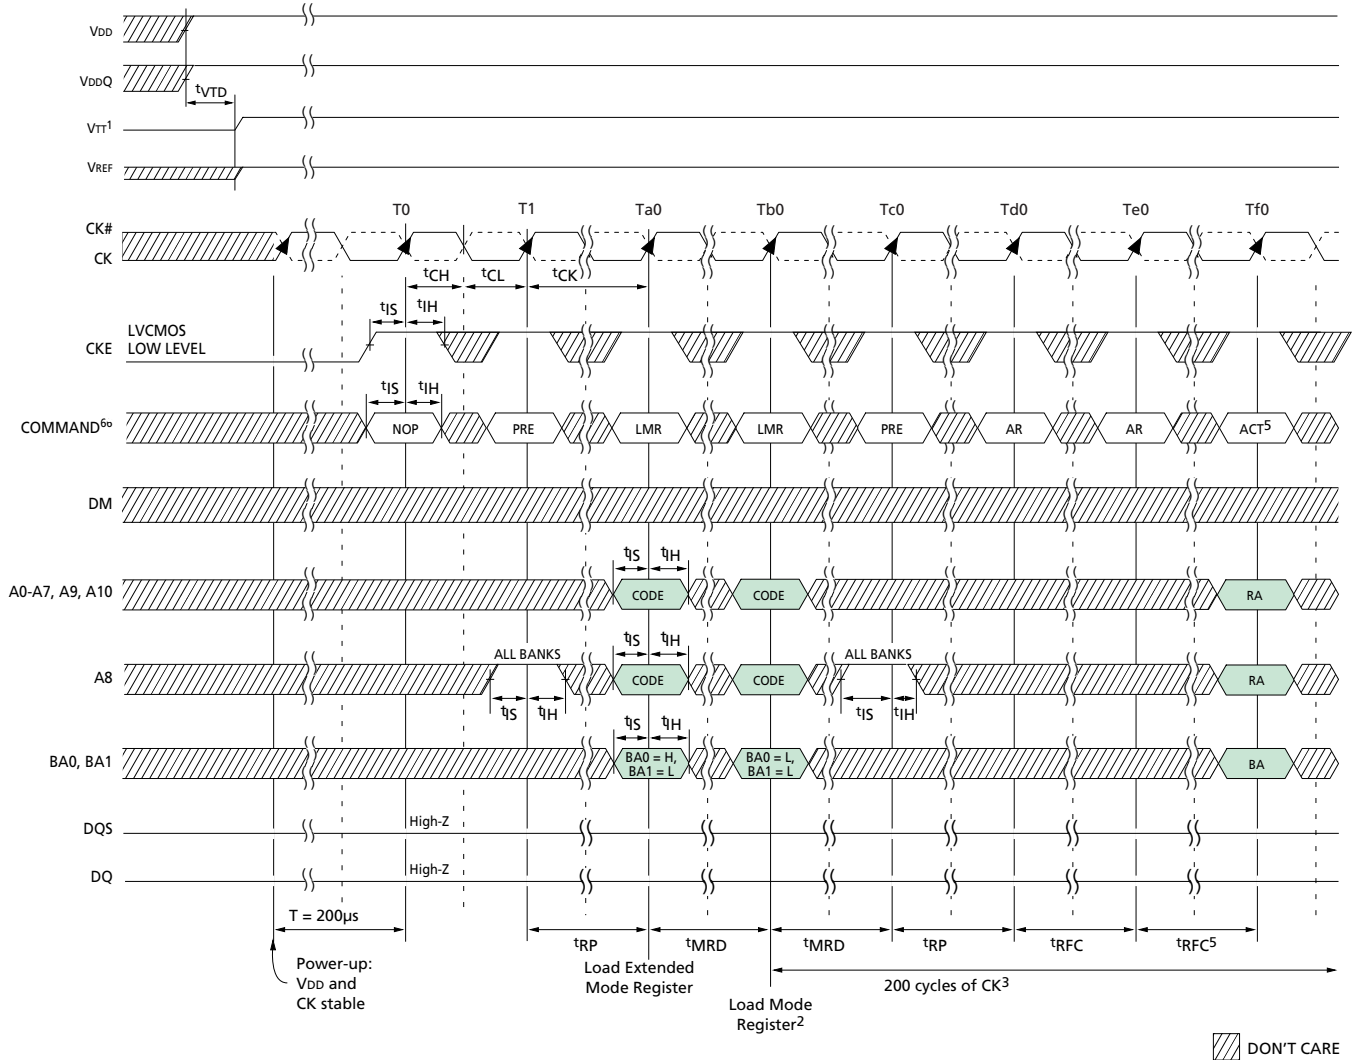 VDD
VDDQ
tVTD
VTT1
VREF
T0 T1 Ta0 Tb0 Tc0 Td0 Te0 Tf0
CK#
CK
tCH tCL tCK
tIS tIH
LVCMOS
LOW LEVEL
CKE
tIS tIH
COMMAND6
NOP PRE LMR LMR PRE AR AR ACT5
DM
tIS tIH
A0-A7, A9, A10
CODE CODE RA
tIS tIH
ALL BANKS ALL BANKS
A8
CODE CODE RA
tIS tIH tIS tIH
tIS tIH
BA0, BA1
BA0 = H,
BA1 = L
BA0 = L,
BA1 = L
BA
DQS
High-Z
DQ
High-Z
T = 200µs
tRP tMRD tMRD tRP tRFC tRFC5
Power-up:
VDD and
CK stable
Load Extended
Mode Register
200 cycles of CK3
Load Mode
Register2
DON'T CARE